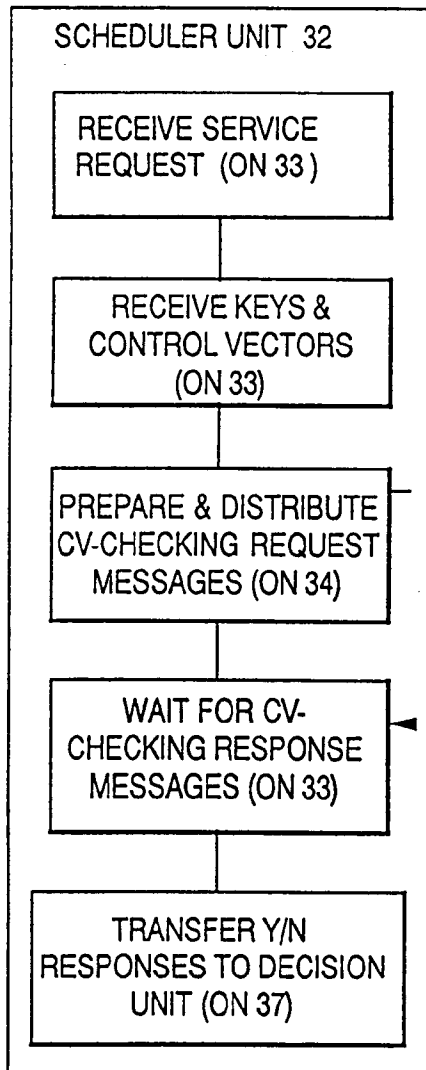 SCHEDULER UNIT 32
RECEIVE SERVICE
REQUEST (ON 33)
RECEIVE KEYS &
CONTROL VECTORS
(ON 33)
PREPARE & DISTRIBUTE
CV-CHECKING REQUEST
MESSAGES (ON 34)
WAIT FOR CV-
CHECKING RESPONSE
MESSAGES (ON 33)
TRANSFER Y/N
RESPONSES TO DECISION
UNIT (ON 37)